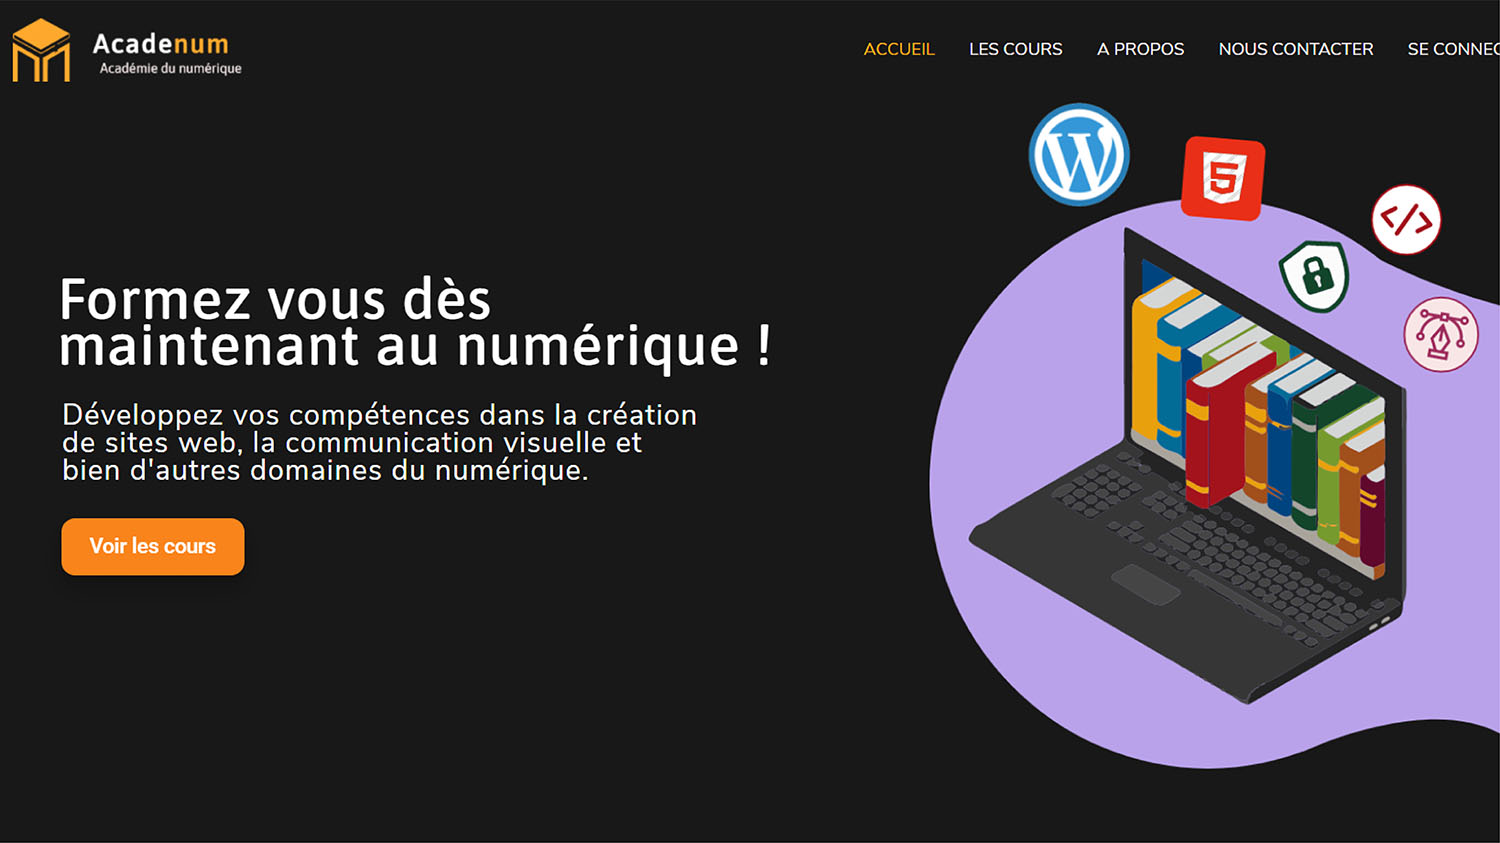 Acadenum
Académie du numérique
ACCUEIL LES COURS A PROPOS NOUS CONTACTER SE CONNEC
Formez vous dès
maintenant au numérique !
Développez vos compétences dans la création
de sites web, la communication visuelle et
bien d'autres domaines du numérique.
Voir les cours